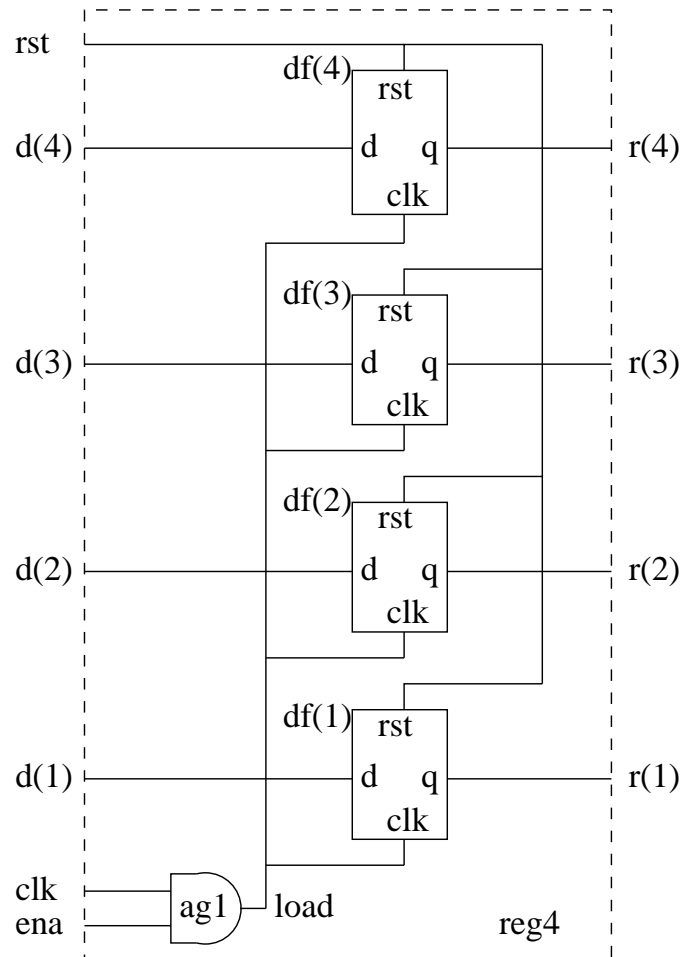 rst
df(4)
rst
d(4) d q r(4)
clk
df(3)
rst
d(3) d q r(3)
clk
df(2)
rst
d(2) d q r(2)
clk
df(1)
rst
d(1) d q r(1)
clk
clk
ag1 load
ena reg4